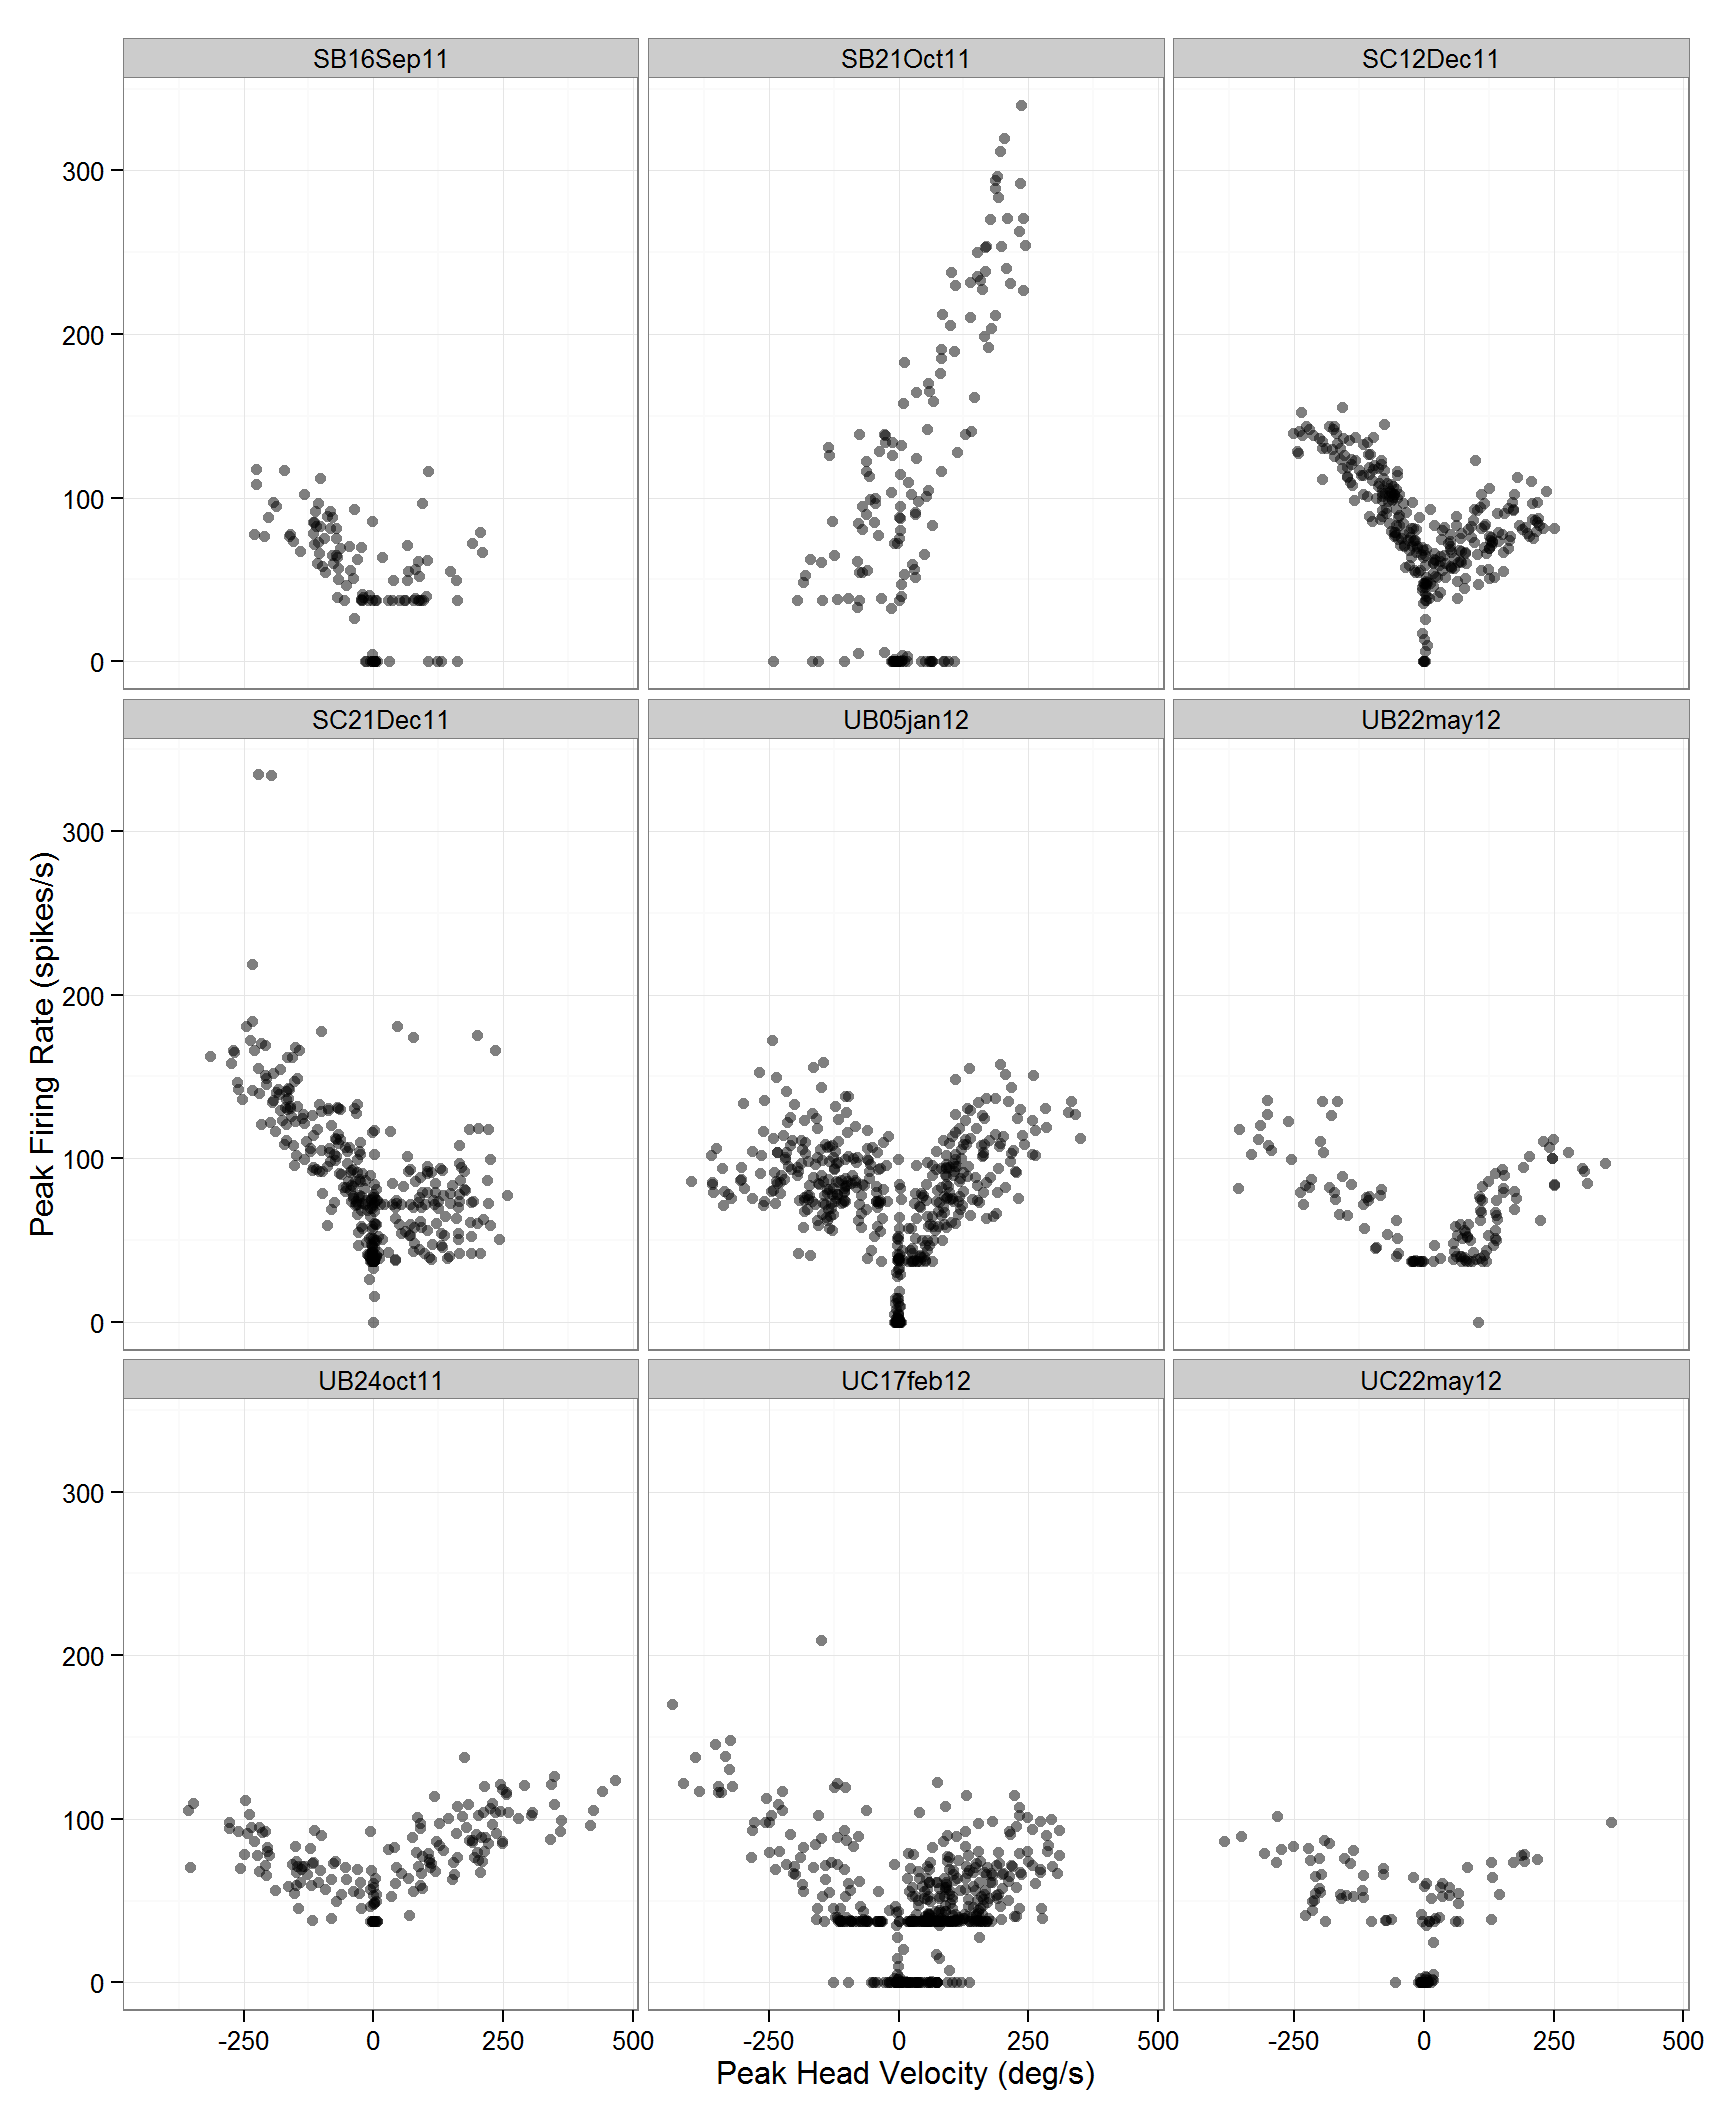 SB16Sep11 SB21Oct11 SC12Dec11
300
200
100
0
SC21Dec11 UB05jan12 UB22may12
300
200
100
0
Peak Firing Rate (spikes/s)
UB24oct11 UC17feb12 UC22may12
300
200
100
0
-250 0 250 500 -250 0 250 500 -250 0 250 500
Peak Head Velocity (deg/s)